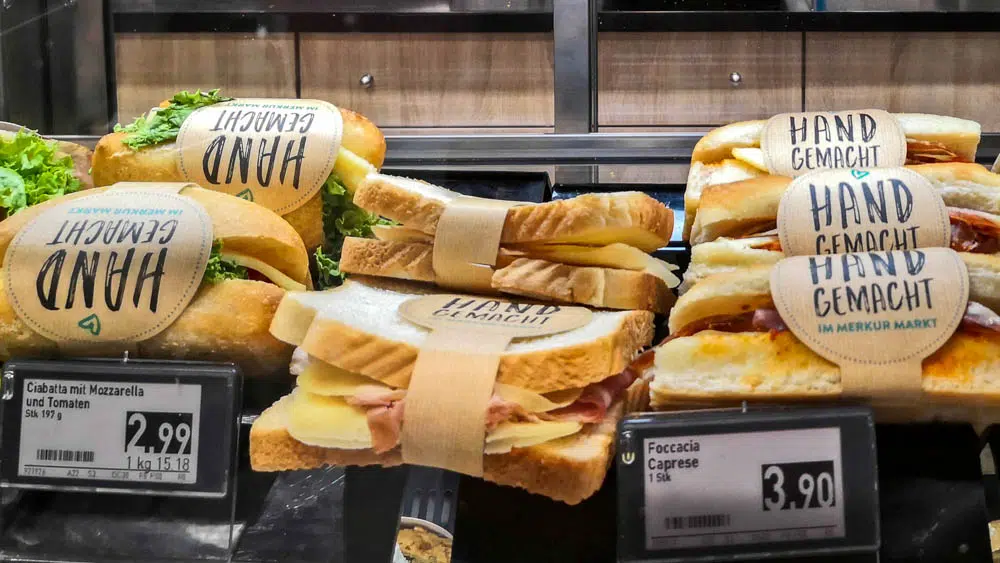 HAND
GEMACHT
IM MERKUR MARKT
HAND
GEMACHT
IM MERKUR MARKT
HAND
GEMACHT
HAND
GEMACHT
HAND
GEMACHT
HAND
GEMACHT
IM MERKUR MARKT
Ciabatta mit Mozzarella
und Tomaten
Stk 197 g
2.99
1 kg 15.18
Foccacia
Caprese
1 Stk
3.90